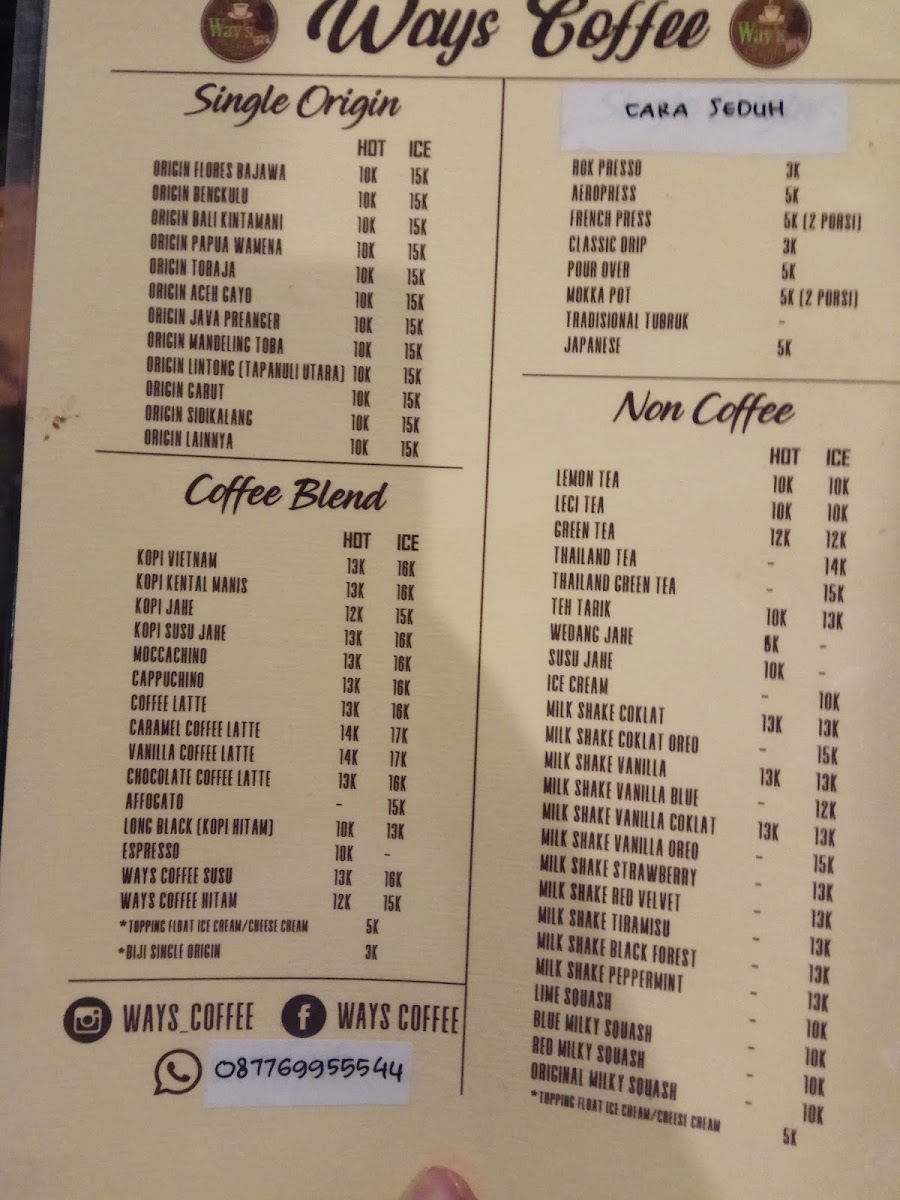 Way's
Ways Coffee
Way's
Single Origin
HOT ICE
ORIGIN FLORES BAJAWA 10K 15K
ORIGIN BENGKULU 10K 15K
ORIGIN BALI KINTAMANI 10K 15K
ORIGIN PAPUA WAMENA 10K 15K
ORIGIN TORAJA 10K 15K
ORIGIN ACEH GAYO 10K 15K
ORIGIN JAVA PREANGER 10K 15K
ORIGIN MANDELING TOBA 10K 15K
ORIGIN LINTONG (TAPANULI UTARA) 10K 15K
ORIGIN GARUT 10K 15K
ORIGIN SIDIKALANG 10K 15K
ORIGIN LAINNYA 10K 15K
Coffee Blend
HOT ICE
KOPI VIETNAM 13K 16K
KOPI KENTAL MANIS 13K 16K
KOPI JAHE 12K 15K
KOPI SUSU JAHE 13K 16K
MOCCACHINO 13K 16K
CAPPUCHINO 13K 16K
COFFEE LATTE 13K 16K
CARAMEL COFFEE LATTE 14K 17K
VANILLA COFFEE LATTE 14K 17K
CHOCOLATE COFFEE LATTE 13K 16K
AFFOGATO - 15K
LONG BLACK (KOPI HITAM) 10K 13K
ESPRESSO 10K -
WAYS COFFEE SUSU 13K 16K
WAYS COFFEE HITAM 12K 15K
*TOPPING FLOAT ICE CREAM/CHEESE CREAM 5K
*BIJI SINGLE ORIGIN 3K
WAYS_COFFEE WAYS COFFEE
087769955544
CARA SEDUH
ROK PRESSO 3K
AEROPRESS 5K
FRENCH PRESS 5K (2 PORSI)
CLASSIC DRIP 3K
POUR OVER 5K
MOKKA POT 5K (2 PORSI)
TRADISIONAL TUBRUK -
JAPANESE 5K
Non Coffee
HOT ICE
LEMON TEA 10K 10K
LECI TEA 10K 10K
GREEN TEA 12K 12K
THAILAND TEA - 14K
THAILAND GREEN TEA - 15K
TEH TARIK 10K 13K
WEDANG JAHE 6K -
SUSU JAHE 10K -
ICE CREAM - 10K
MILK SHAKE COKLAT 13K 13K
MILK SHAKE COKLAT OREO - 15K
MILK SHAKE VANILLA 13K 13K
MILK SHAKE VANILLA BLUE - 12K
MILK SHAKE VANILLA COKLAT 13K 13K
MILK SHAKE VANILLA OREO - 15K
MILK SHAKE STRAWBERRY - 13K
MILK SHAKE RED VELVET - 13K
MILK SHAKE TIRAMISU - 13K
MILK SHAKE BLACK FOREST - 13K
MILK SHAKE PEPPERMINT - 13K
LIME SQUASH - 10K
BLUE MILKY SQUASH - 10K
RED MILKY SQUASH - 10K
ORIGINAL MILKY SQUASH - 10K
*TOPPING FLOAT ICE CREAM/CHEESE CREAM 5K